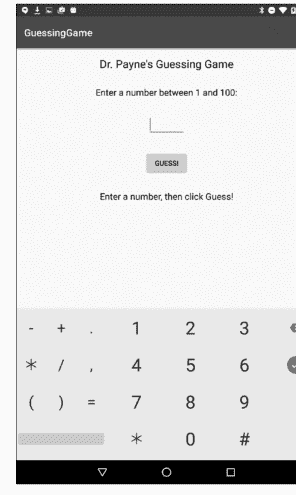 GuessingGame
Dr. Payne's Guessing Game
Enter a number between 1 and 100:
GUESS!
Enter a number, then click Guess!
- + . 1 2 3
* / , 4 5 6
( ) = 7 8 9
* 0 #